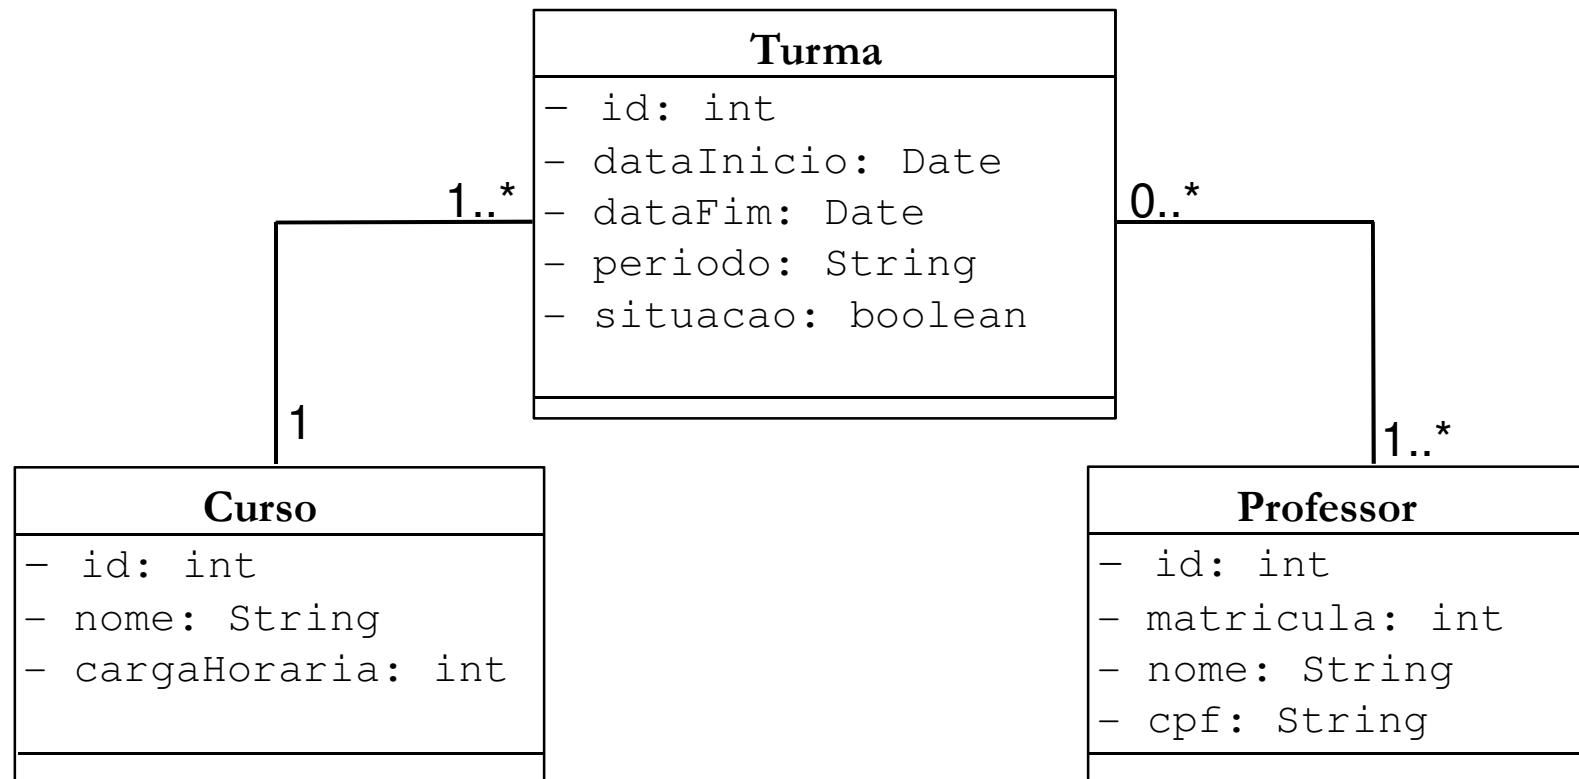 Turma
- id: int
- dataInicio: Date
- dataFim: Date
- periodo: String
- situacao: boolean
1..*
0..*
1
1..*
Curso
- id: int
- nome: String
- cargaHoraria: int
Professor
- id: int
- matricula: int
- nome: String
- cpf: String